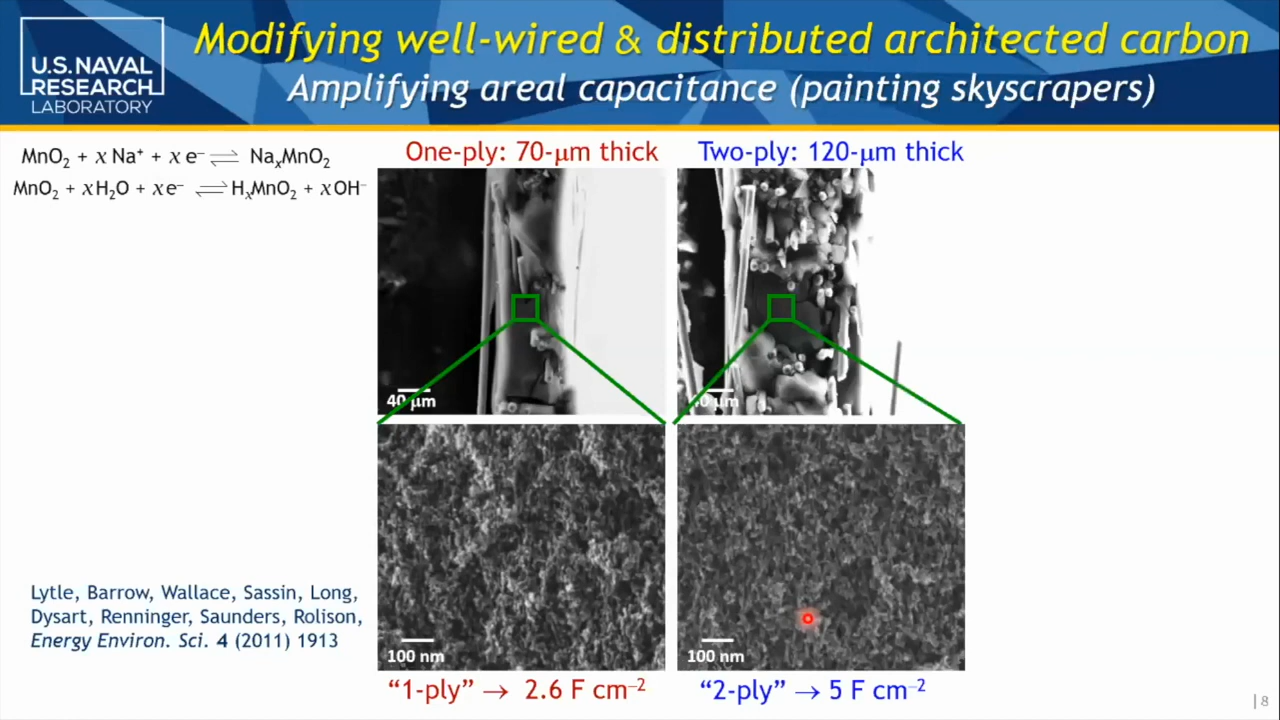 U.S. NAVAL
RESEARCH
LABORATORY
Modifying well-wired & distributed architected carbon
Amplifying areal capacitance (painting skyscrapers)
MnO₂ + x Na⁺ + x e⁻ ⇌ NaₓMnO₂
MnO₂ + x H₂O + x e⁻ ⇌ HₓMnO₂ + x OH⁻
One-ply: 70-μm thick
Two-ply: 120-μm thick
40 μm
μm
100 nm
100 nm
Lytle, Barrow, Wallace, Sassin, Long,
Dysart, Renninger, Saunders, Rolison,
Energy Environ. Sci. 4 (2011) 1913
“1-ply” → 2.6 F cm⁻²
“2-ply” → 5 F cm⁻²
| 8